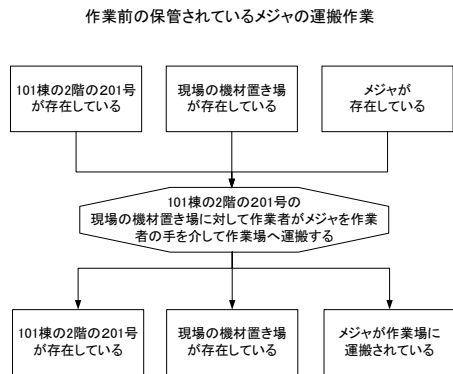 作業前の保管されているメジャの運搬作業
101棟の2階の201号
が存在している
現場の機材置き場
が存在している
メジャが
存在している
101棟の2階の201号の
現場の機材置き場に対して作業者がメジャを作業
者の手を介して作業場へ運搬する
101棟の2階の201号
が存在している
現場の機材置き場
が存在している
メジャが作業場に
運搬されている